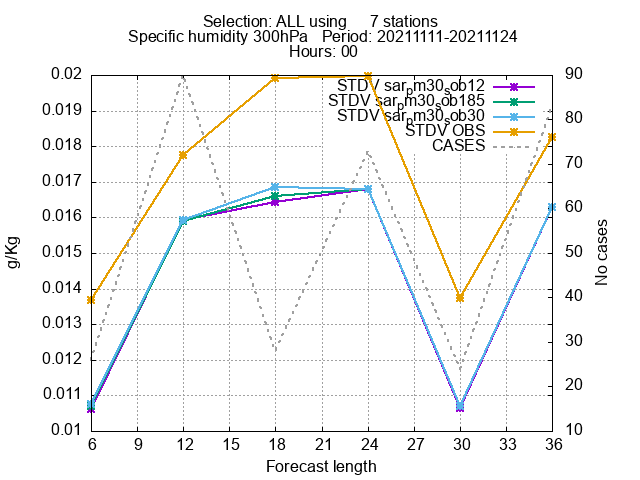 Selection: ALL using 7 stations
Specific humidity 300hPa Period: 20211111-20211124
Hours: 00
STDV sarpm30sob12
STDV sarpm30sob185
STDV sarpm30sob30
STDV OBS
CASES
0.02
0.019
0.018
0.017
0.016
0.015
0.014
0.013
0.012
0.011
0.01
g/Kg
90
80
70
60
50
40
30
20
10
No cases
6 9 12 15 18 21 24 27 30 33 36
Forecast length